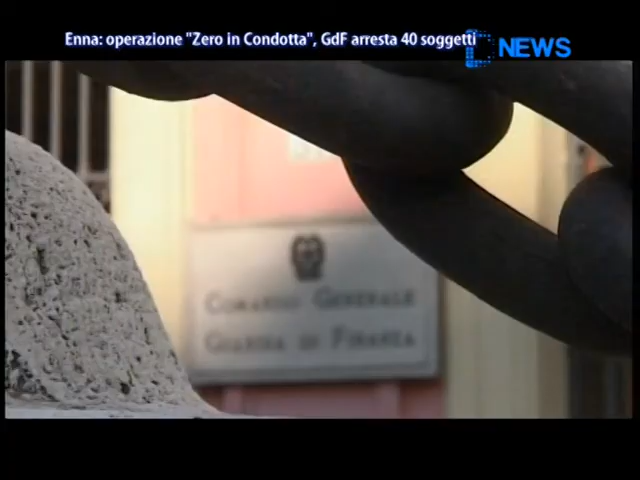 Enna: operazione "Zero in Condotta", GdF arresta 40 soggetti
NEWS
COMANDO GENERALE
GUARDIA DI FINANZA